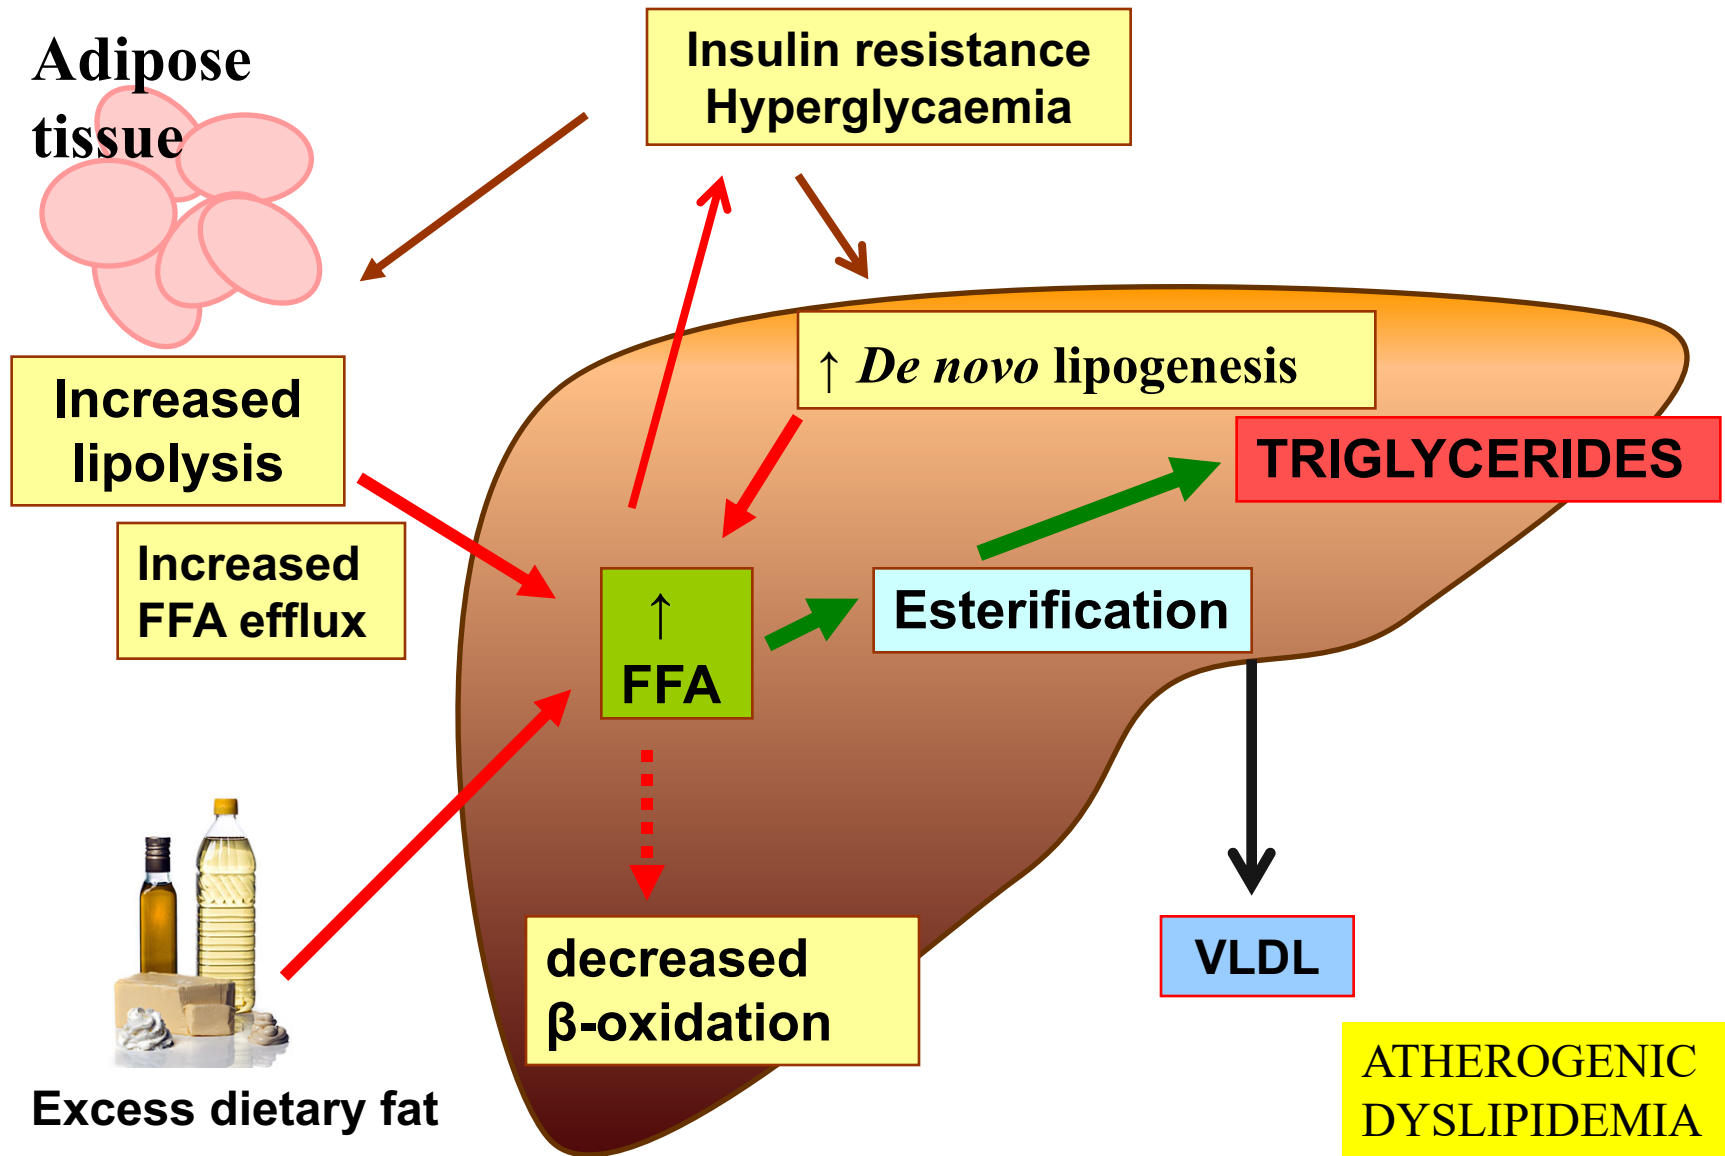 Adipose
tissue
Insulin resistance
Hyperglycaemia
↑ De novo lipogenesis
Increased
lipolysis
TRIGLYCERIDES
Increased
FFA efflux
↑
FFA
Esterification
decreased
β-oxidation
VLDL
Excess dietary fat
ATHEROGENIC
DYSLIPIDEMIA